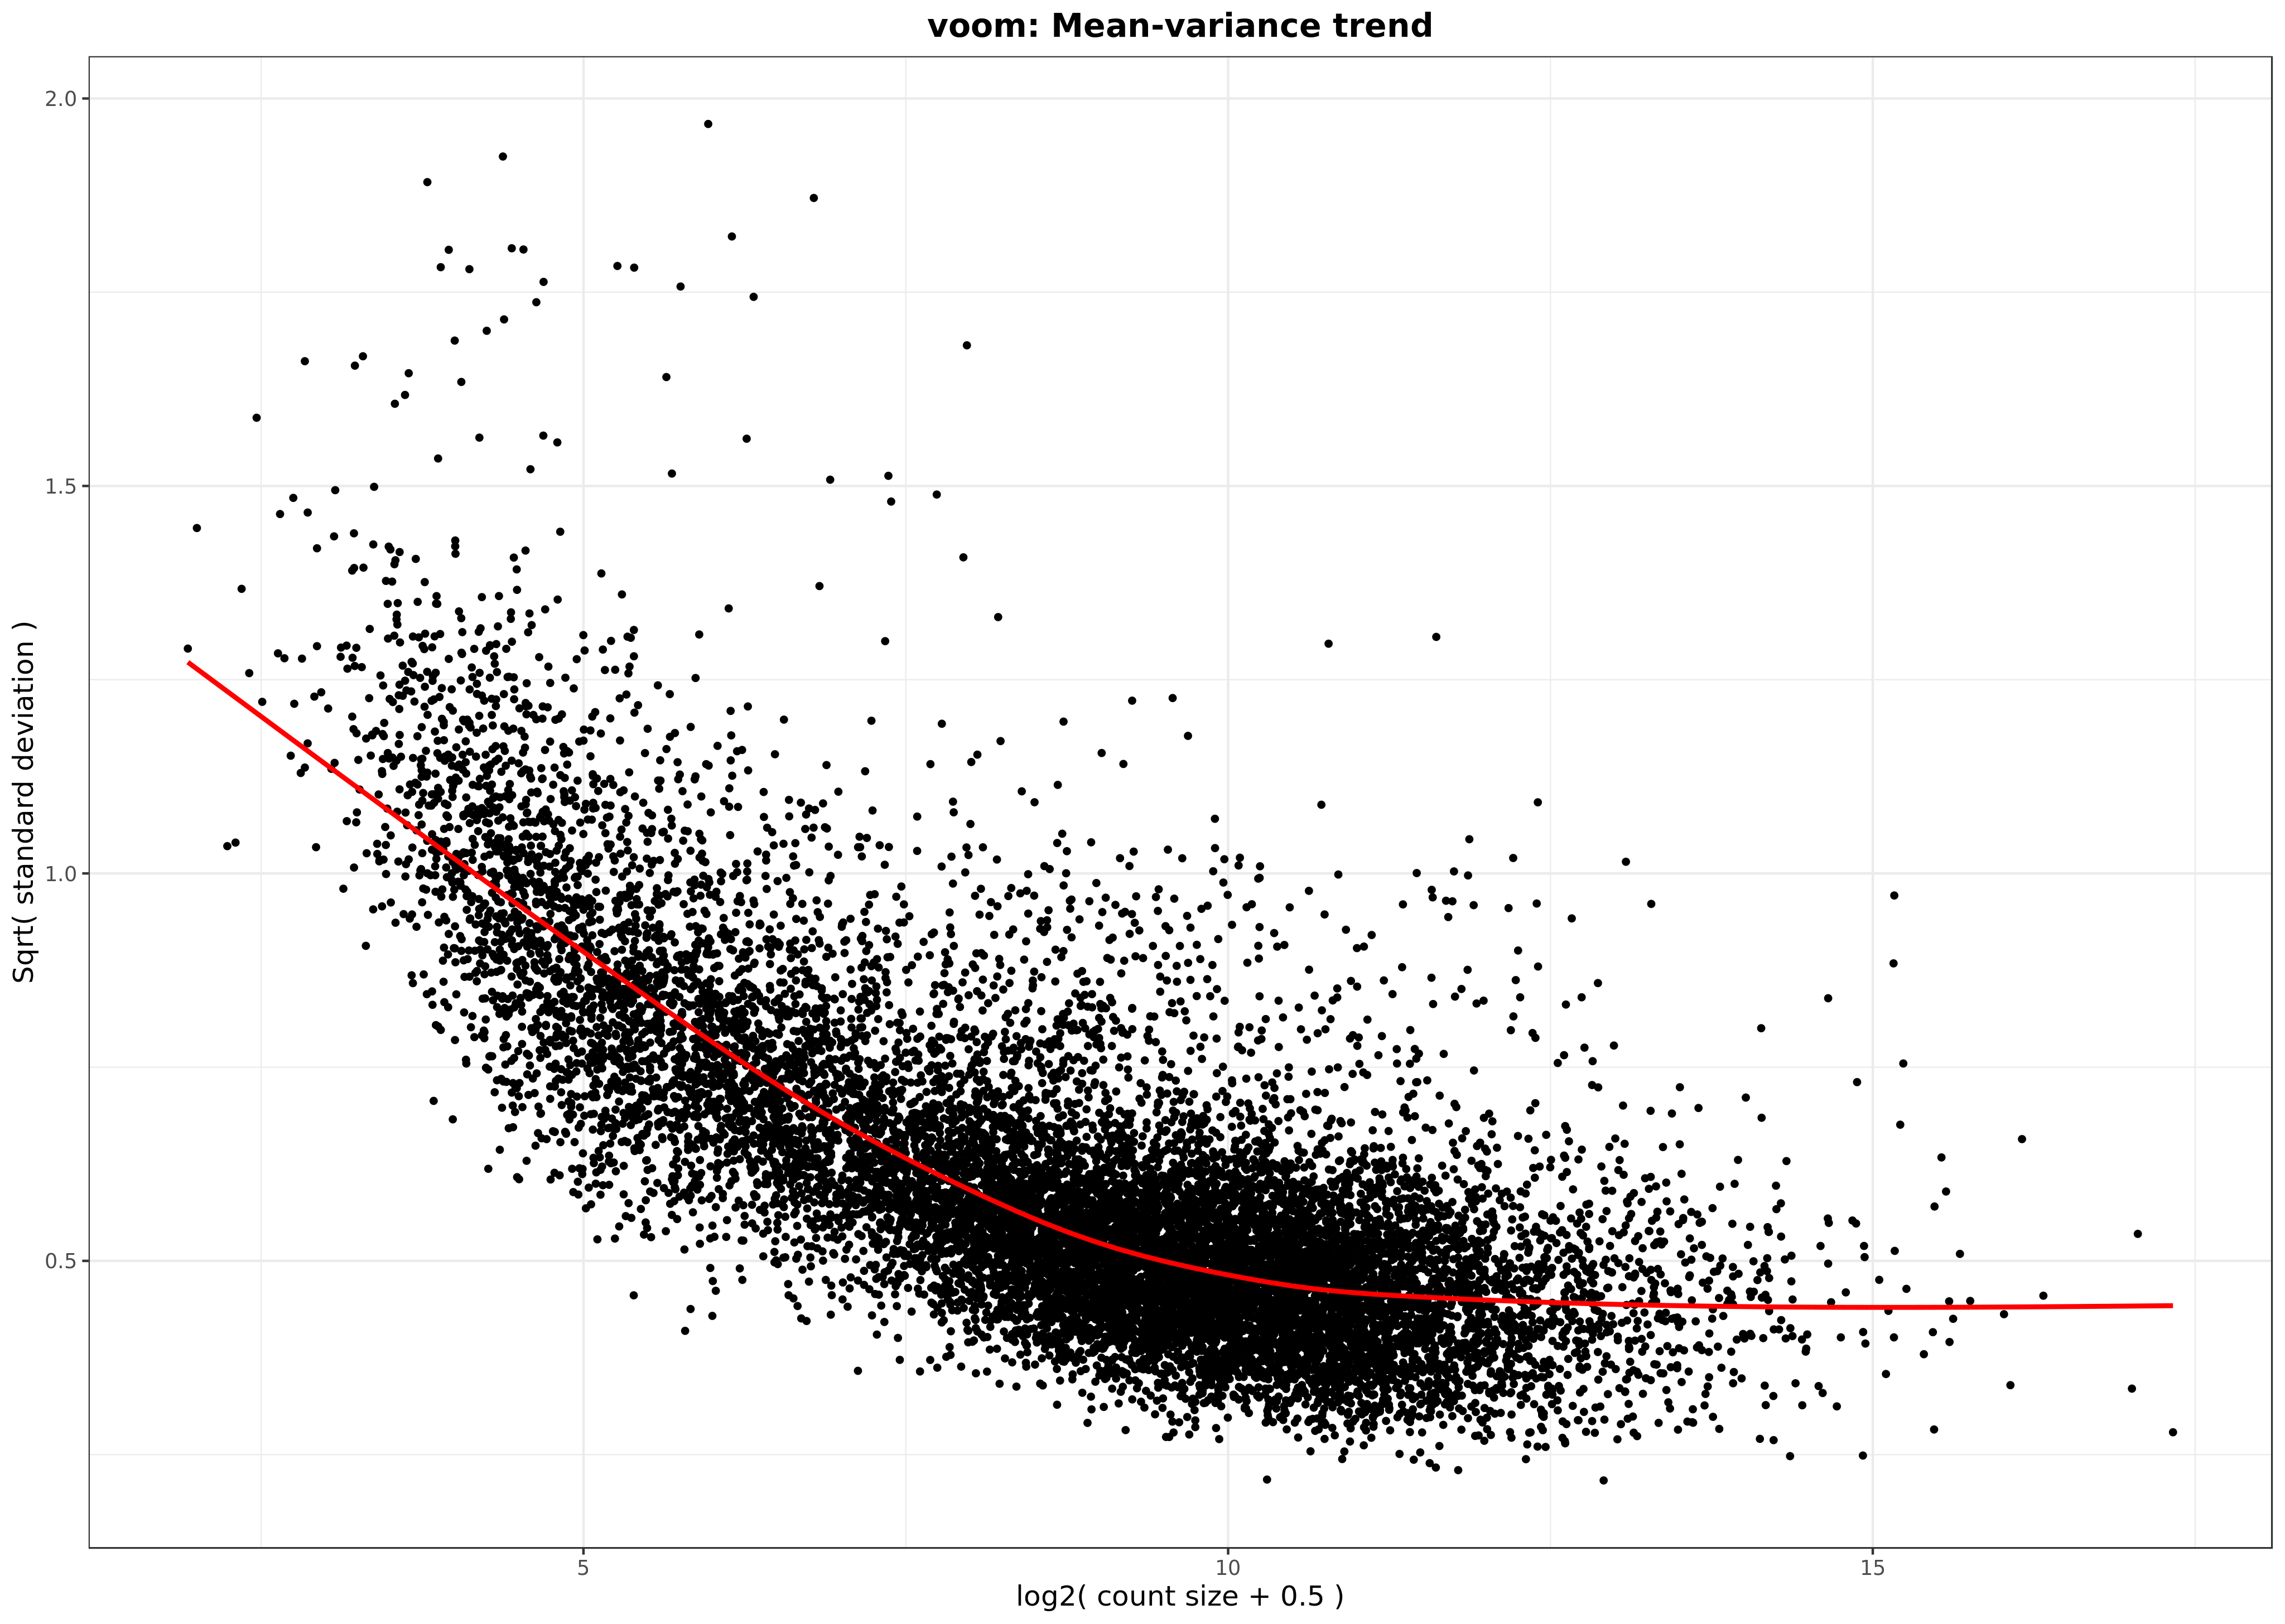 voom: Mean-variance trend
2.0
1.5
1.0
0.5
Sqrt( standard deviation )
5
10
15
log2( count size + 0.5 )